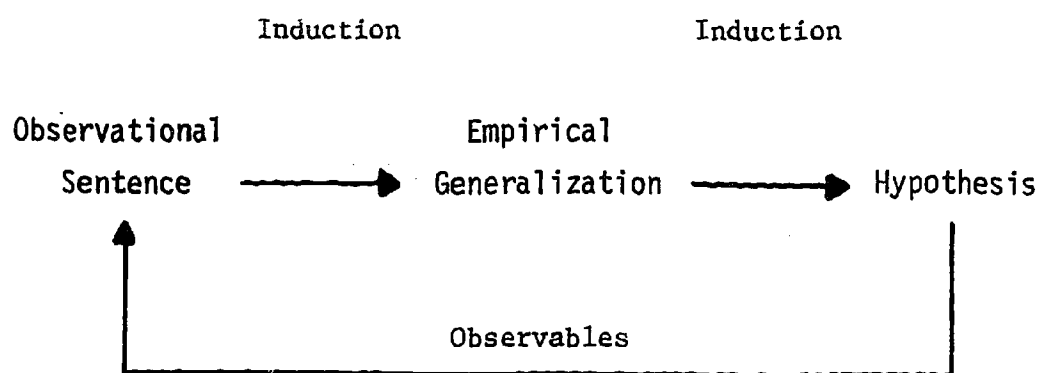 Induction Induction
Observational Empirical
Sentence Generalization Hypothesis
Observables